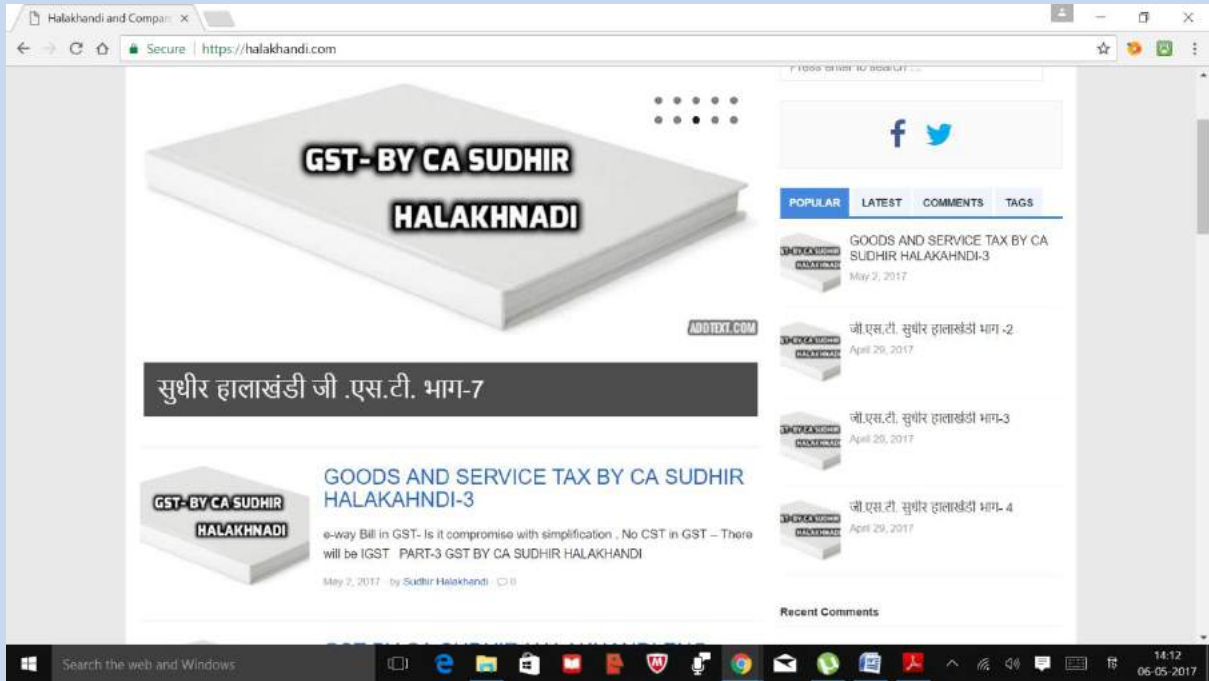 Halakhandi and Compan
Secure https://halakhandi.com
Press enter to search ...
GST- BY CA SUDHIR
HALAKHNADI
ADDTEXT.COM
सुधीर हालाखंडी जी .एस.टी. भाग-7
GST- BY CA SUDHIR
HALAKHNADI
GOODS AND SERVICE TAX BY CA SUDHIR
HALAKAHNDI-3
e-way Bill in GST- Is it compromise with simplification . No CST in GST – There
will be IGST PART-3 GST BY CA SUDHIR HALAKHANDI
May 2, 2017 · by Sudhir Halakhandi · 0
POPULAR LATEST COMMENTS TAGS
GOODS AND SERVICE TAX BY CA
SUDHIR HALAKAHNDI-3
May 2, 2017
जी.एस.टी. सुधीर हालाखंडी भाग -2
April 29, 2017
जी.एस.टी. सुधीर हालाखंडी भाग-3
April 29, 2017
जी.एस.टी. सुधीर हालाखंडी भाग- 4
April 29, 2017
Recent Comments
Search the web and Windows
14:12
06-05-2017